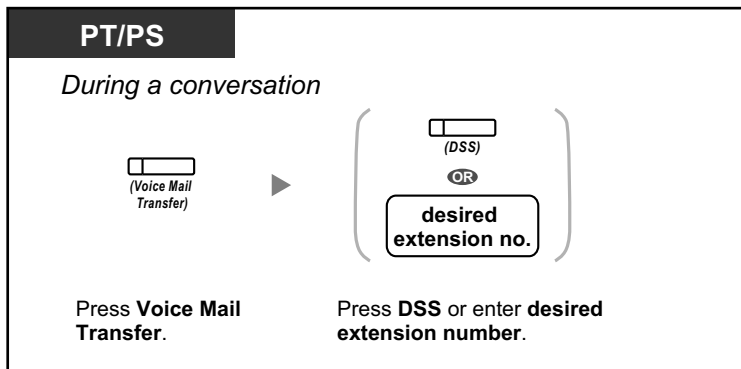 PT/PS
During a conversation
(Voice Mail
Transfer)
(DSS)
OR
desired
extension no.
Press Voice Mail
Transfer.
Press DSS or enter desired
extension number.